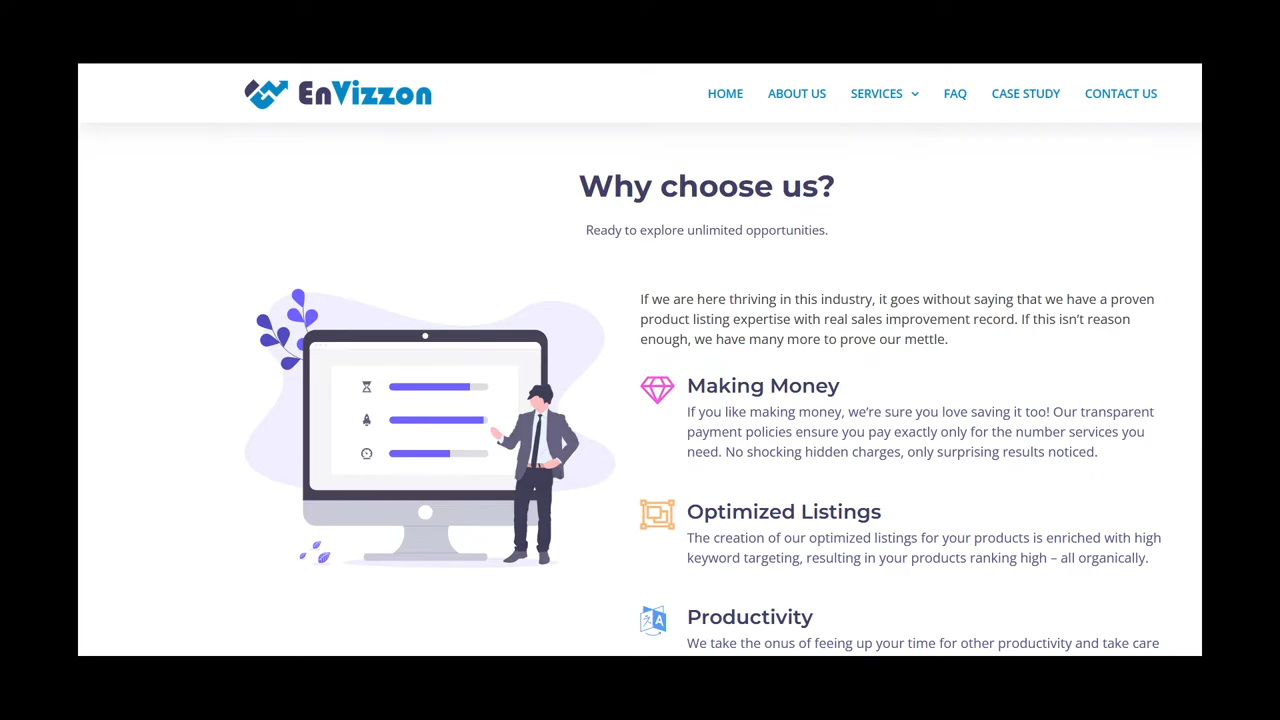 EnVizzon
HOME ABOUT US SERVICES FAQ CASE STUDY CONTACT US
Why choose us?
Ready to explore unlimited opportunities.
If we are here thriving in this industry, it goes without saying that we have a proven
product listing expertise with real sales improvement record. If this isn’t reason
enough, we have many more to prove our mettle.
Making Money
If you like making money, we’re sure you love saving it too! Our transparent
payment policies ensure you pay exactly only for the number services you
need. No shocking hidden charges, only surprising results noticed.
Optimized Listings
The creation of our optimized listings for your products is enriched with high
keyword targeting, resulting in your products ranking high – all organically.
Productivity
We take the onus of feeing up your time for other productivity and take care